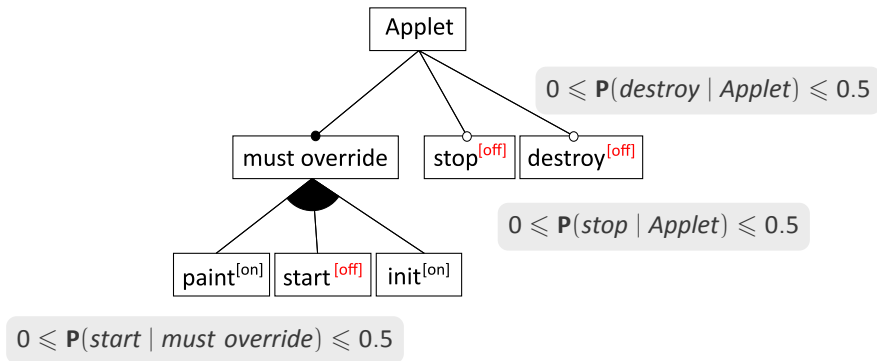 Applet
0 ⩽ P(destroy | Applet) ⩽ 0.5
must override
stop[off]
destroy[off]
0 ⩽ P(stop | Applet) ⩽ 0.5
paint[on]
start[off]
init[on]
0 ⩽ P(start | must override) ⩽ 0.5